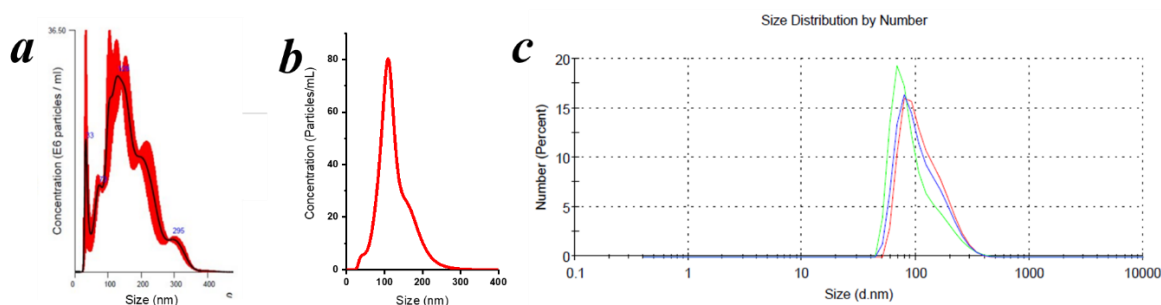 a
36.50
Concentration (E6 particles / ml)
33
295
0
100
200
300
400
Size (nm)
b
80
60
40
20
0
Concentration (Particles/mL)
0
100
200
300
400
Size (nm)
c
Size Distribution by Number
20
15
10
5
0
Number (Percent)
0.1
1
10
100
1000
10000
Size (d.nm)